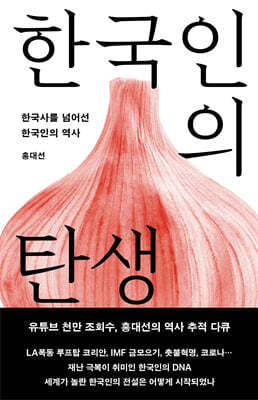 한국인
의
한국사를 넘어선
한국인의 역사
홍대선
탄생
유튜브 천만 조회수, 홍대선의 역사 추적 다큐
LA폭동 루프탑 코리안, IMF 금모으기, 촛불혁명, 코로나…
재난 극복이 취미인 한국인의 DNA
세계가 놀란 한국인의 전설은 어떻게 시작되었나